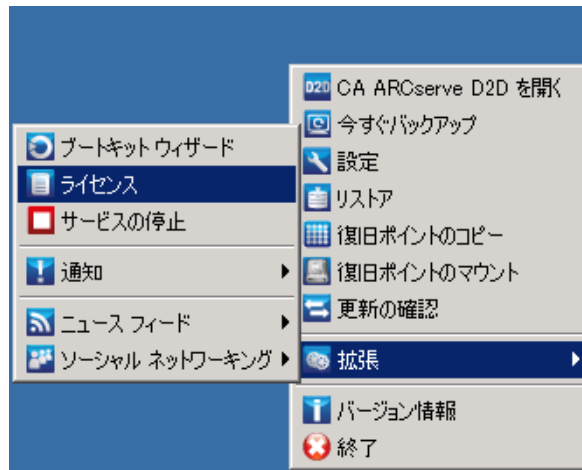 D2D CA ARCserve D2D を開く
今すぐバックアップ
設定
リストア
復旧ポイントのコピー
復旧ポイントのマウント
更新の確認
拡張
バージョン情報
終了
ブートキット ウィザード
ライセンス
サービスの停止
通知
ニュース フィード
ソーシャル ネットワーキング